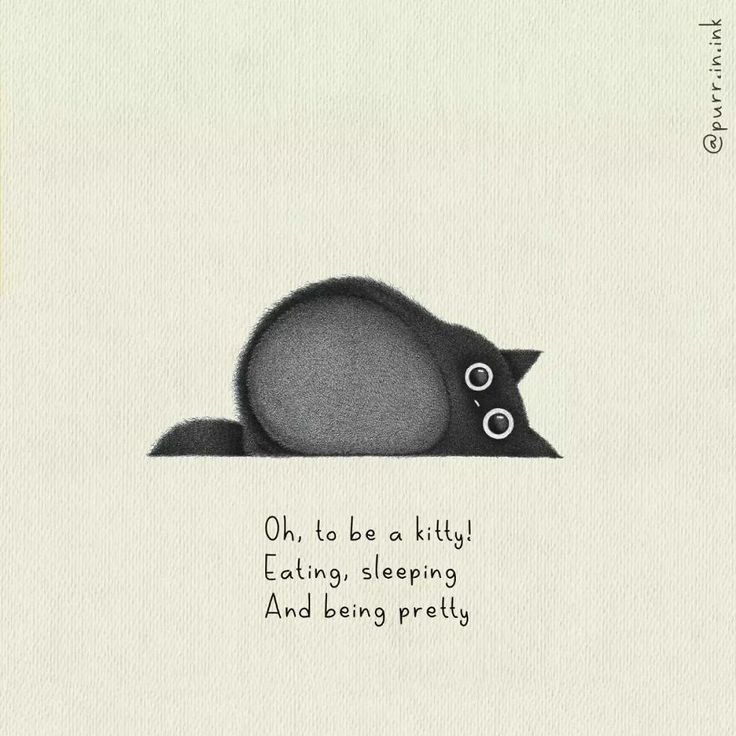 @purr.in.ink
Oh, to be a kitty!
Eating, sleeping
And being pretty